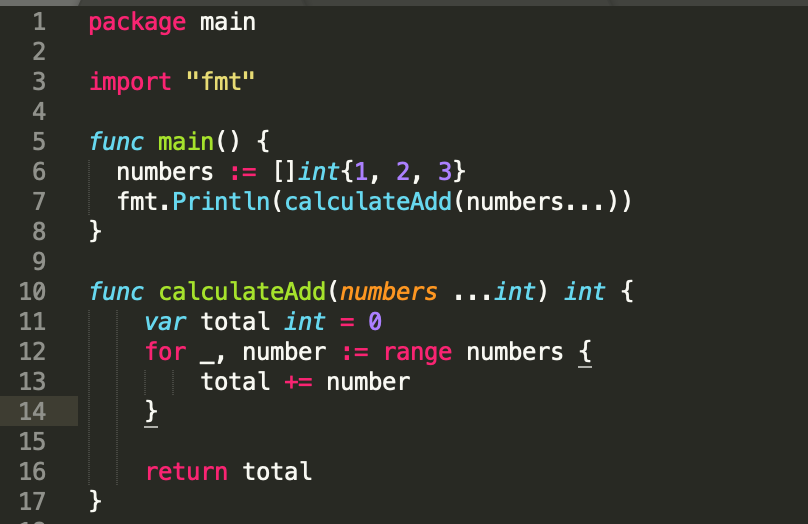 1 package main
2
3 import "fmt"
4
5 func main() {
6 numbers := []int{1, 2, 3}
7 fmt.Println(calculateAdd(numbers...))
8 }
9
10 func calculateAdd(numbers ...int) int {
11 var total int = 0
12 for _, number := range numbers {
13 total += number
14 }
15
16 return total
17 }